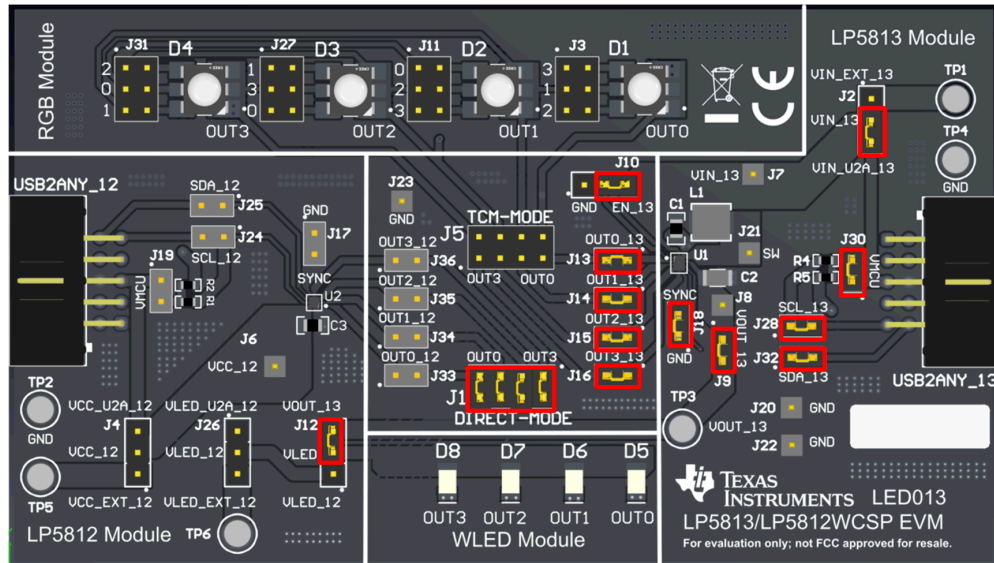 RGB Module
J31
D4
J27
D3
J11
D2
J3
D1
2
0
1
2
3
0
0
2
3
3
1
2
OUT3
OUT2
OUT1
OUT0
LP5813 Module
VIN_EXT_13
TP1
J2
VIN_13
TP4
VIN_U2A_13
GND
USB2ANY_12
SDA_12
J25
J24
SCL_12
GND
J17
SYNC
J19
VMCU
R2
R1
U2
C3
J6
VCC_12
TP2
GND
TP5
VCC_U2A_12
J4
VCC_12
VCC_EXT_12
VLED_U2A_12
J26
VLED_12
VLED_EXT_12
VOUT_13
J12
VLED
VLED_12
LP5812 Module
TP6
J23
GND
J10
GND
EN_13
TCM-MODE
J5
OUT3
OUT0
OUT3_12
J36
OUT2_12
J35
OUT1_12
J34
OUT0_12
J33
OUT0_13
J13
OUT1_13
J14
OUT2_13
J15
OUT3_13
J16
OUT0
OUT3
J1
DIRECT-MODE
D8
D7
D6
D5
OUT3
OUT2
OUT1
OUT0
WLED Module
VIN_13
J7
L1
C1
U1
J21
SW
C2
J8
SYNC
J18
GND
VOUT_13
J9
R4
R5
J30
VMCU
SCL_13
J28
J32
SDA_13
USB2ANY_13
TP3
VOUT_13
J20
GND
J22
GND
TEXAS
INSTRUMENTS
LED013
LP5813/LP5812WCSP EVM
For evaluation only; not FCC approved for resale.